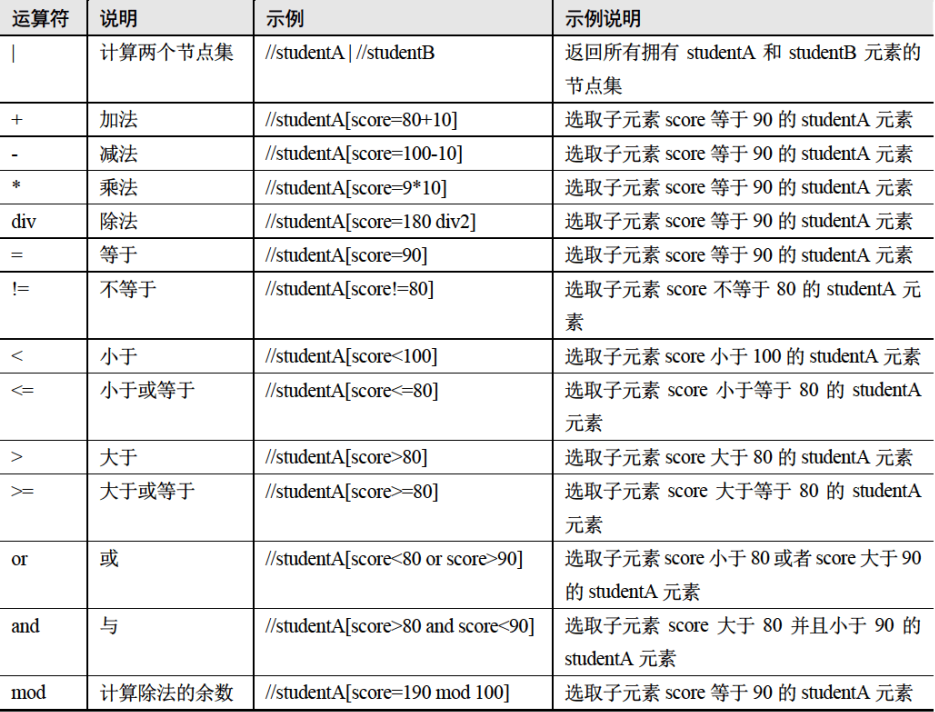 运算符 说明 示例 示例说明
| 计算两个节点集 //studentA | //studentB 返回所有拥有 studentA 和 studentB 元素的
节点集
+ 加法 //studentA[score=80+10] 选取子元素 score 等于 90 的 studentA 元素
- 减法 //studentA[score=100-10] 选取子元素 score 等于 90 的 studentA 元素
* 乘法 //studentA[score=9*10] 选取子元素 score 等于 90 的 studentA 元素
div 除法 //studentA[score=180 div2] 选取子元素 score 等于 90 的 studentA 元素
= 等于 //studentA[score=90] 选取子元素 score 等于 90 的 studentA 元素
!= 不等于 //studentA[score!=80] 选取子元素 score 不等于 80 的 studentA 元
素
< 小于 //studentA[score<100] 选取子元素 score 小于 100 的 studentA 元素
<= 小于或等于 //studentA[score<=80] 选取子元素 score 小于等于 80 的 studentA
元素
> 大于 //studentA[score>80] 选取子元素 score 大于 80 的 studentA 元素
>= 大于或等于 //studentA[score>=80] 选取子元素 score 大于等于 80 的 studentA
元素
or 或 //studentA[score<80 or score>90] 选取子元素 score 小于 80 或者 score 大于 90
的 studentA 元素
and 与 //studentA[score>80 and score<90] 选取子元素 score 大于 80 并且小于 90 的
studentA 元素
mod 计算除法的余数 //studentA[score=190 mod 100] 选取子元素 score 等于 90 的 studentA 元素